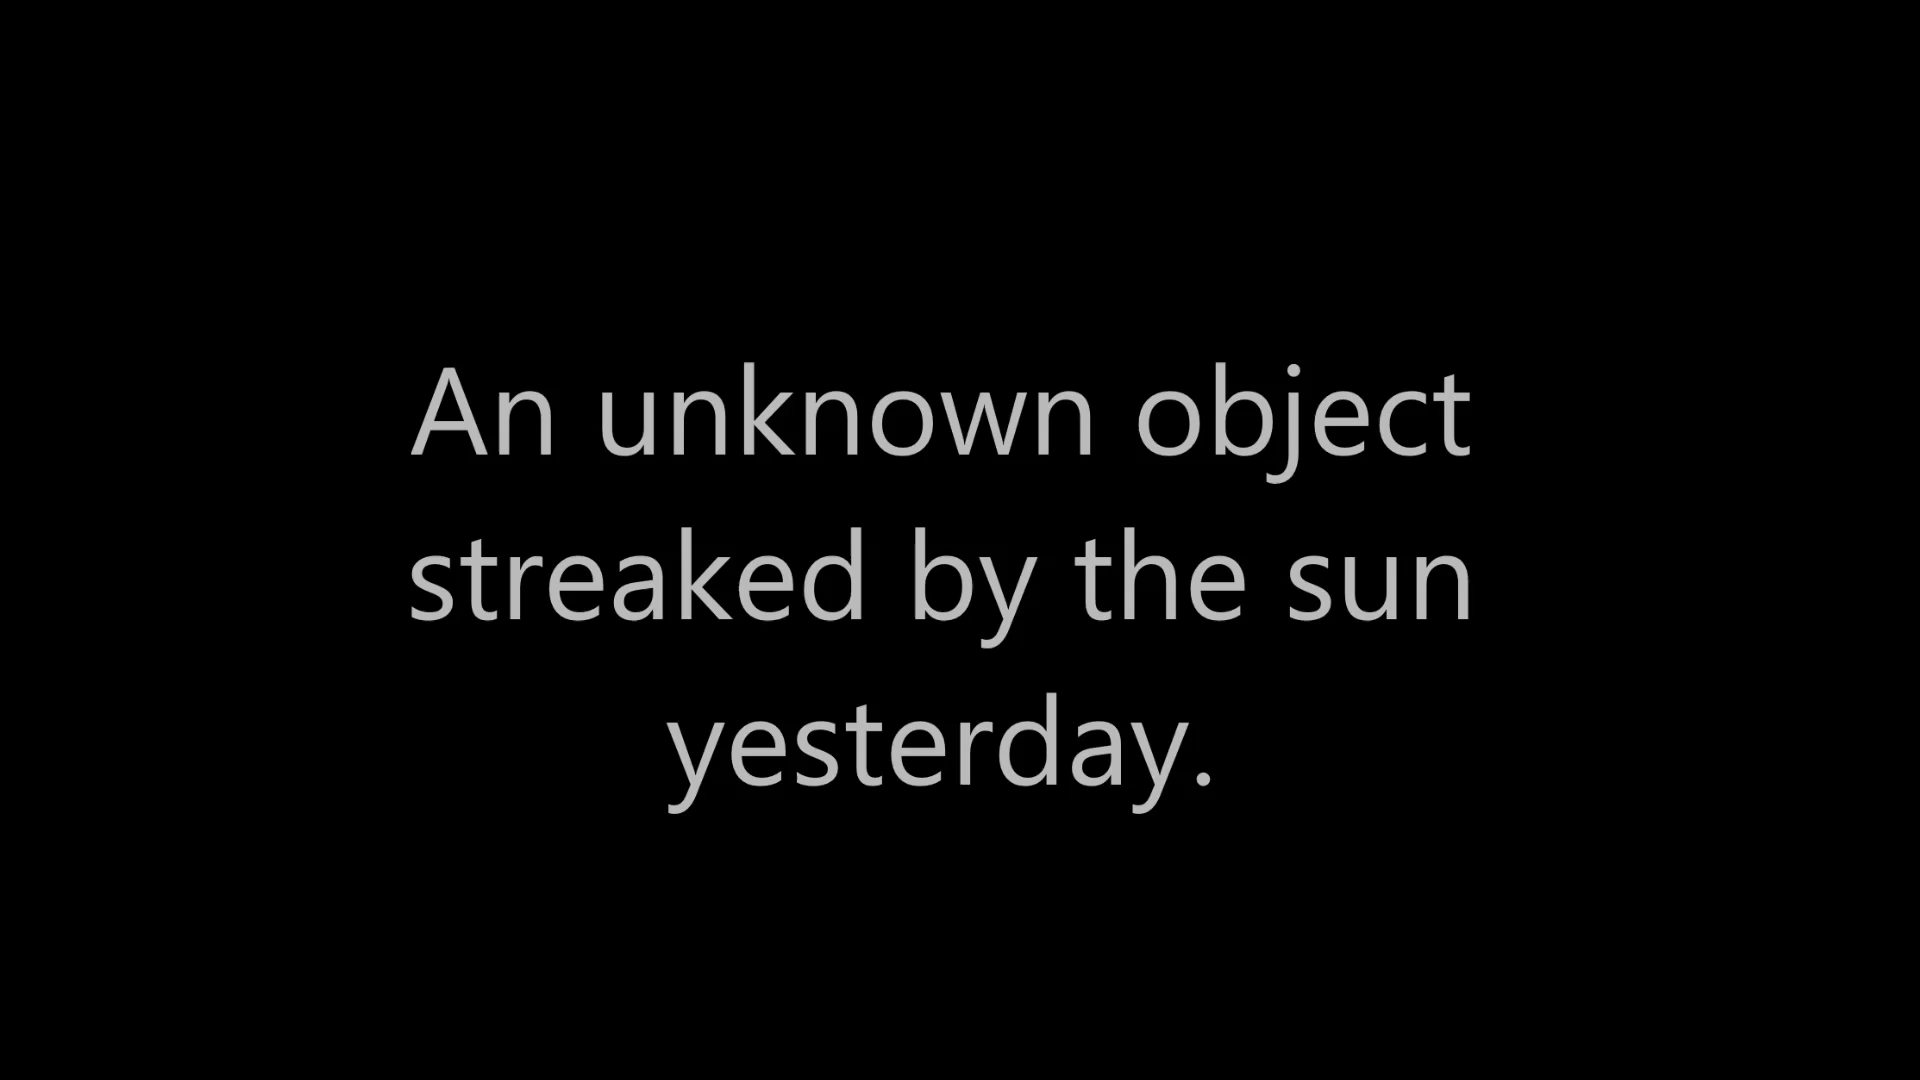 An unknown object
streaked by the sun
yesterday.